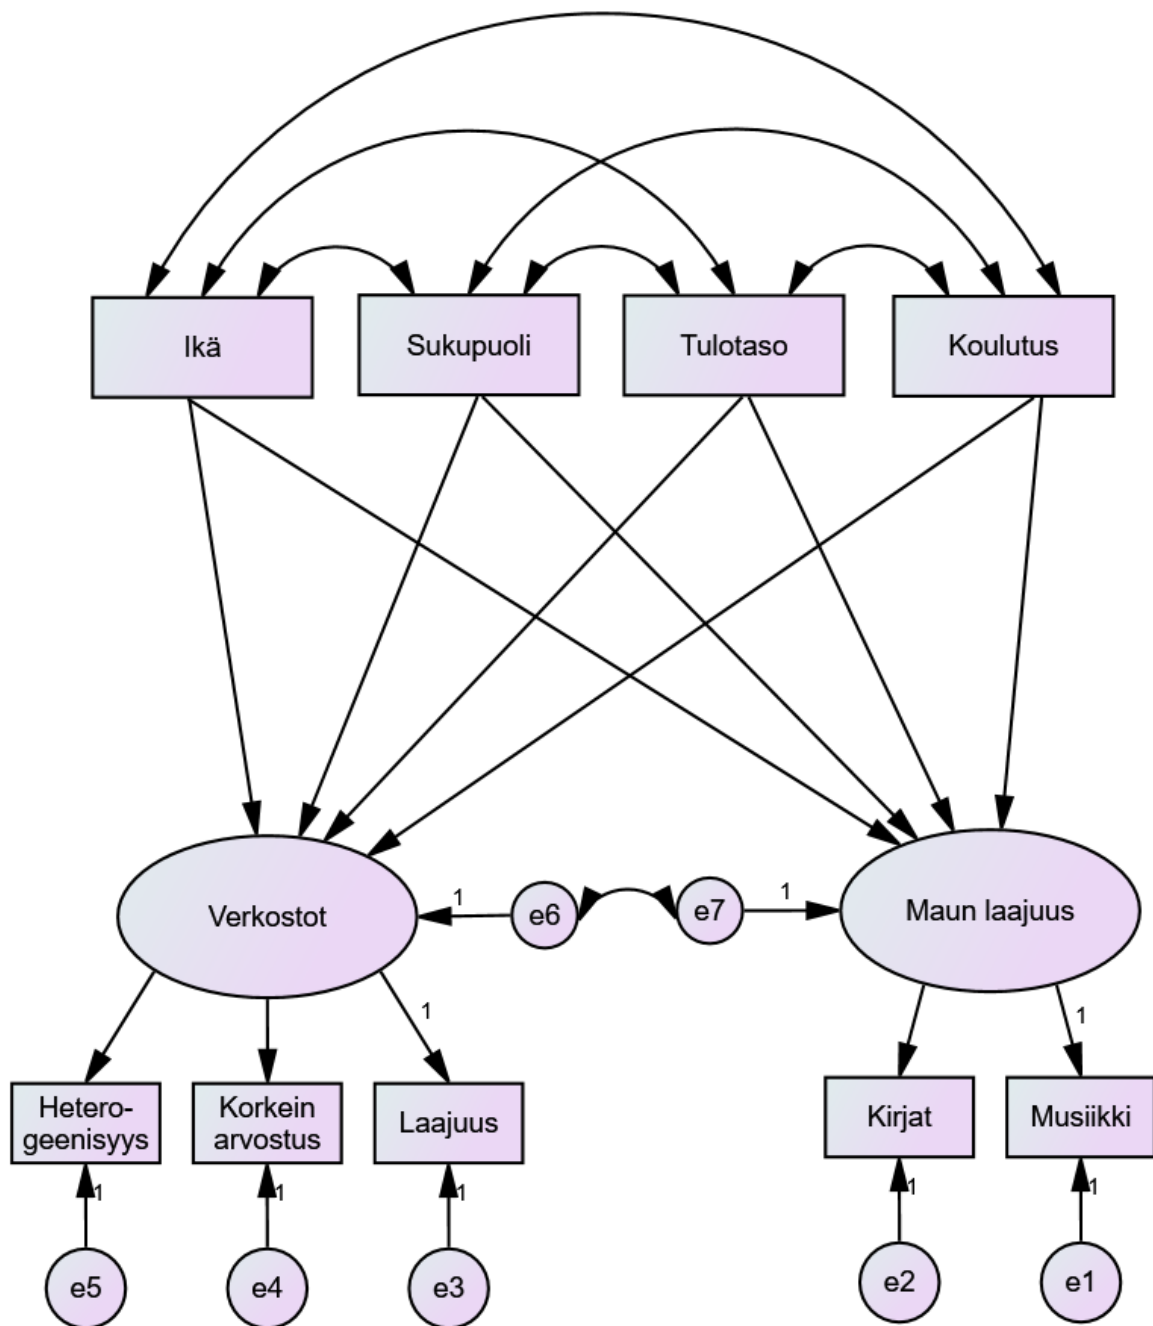 Ikä
Sukupuoli
Tulotaso
Koulutus
Verkostot
1
e6
e7
1
Maun laajuus
1
1
Hetero-
geenisyys
Korkein
arvostus
Laajuus
Kirjat
Musiikki
1
1
1
1
1
e5
e4
e3
e2
e1